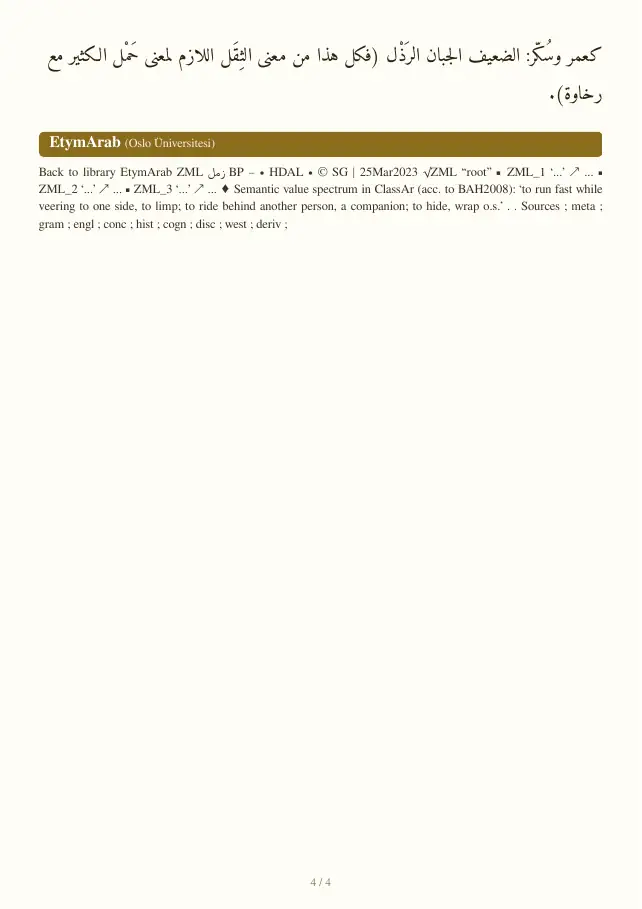 كعمر وسُكّر: الضعيف الجبان الرَذْل (فكل هذا من معنى الثِقَل اللازم لمعنى حَمْل الكثير مع
رخاوة).
EtymArab (Oslo Üniversitesi)
Back to library EtymArab ZML زمل BP – • HDAL • © SG | 25Mar2023 √ZML “root” ▪ ZML_1 ‘...’ ↗ ... ▪
ZML_2 ‘...’ ↗ ... ▪ ZML_3 ‘...’ ↗ ... ♦ Semantic value spectrum in ClassAr (acc. to BAH2008): ‘to run fast while
veering to one side, to limp; to ride behind another person, a companion; to hide, wrap o.s.’ . . Sources ; meta ;
gram ; engl ; conc ; hist ; cogn ; disc ; west ; deriv ;
4 / 4